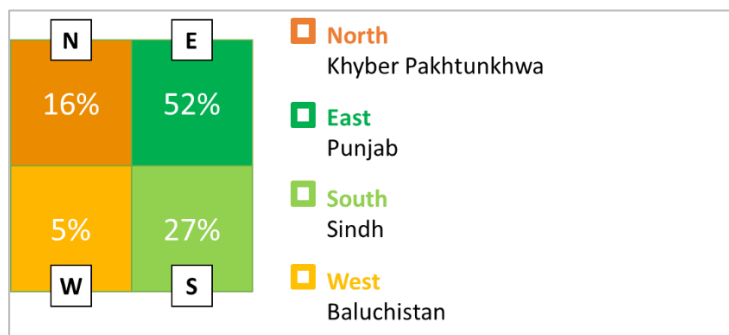 N E
16% 52%
5% 27%
W S
North
Khyber Pakhtunkhwa
East
Punjab
South
Sindh
West
Baluchistan